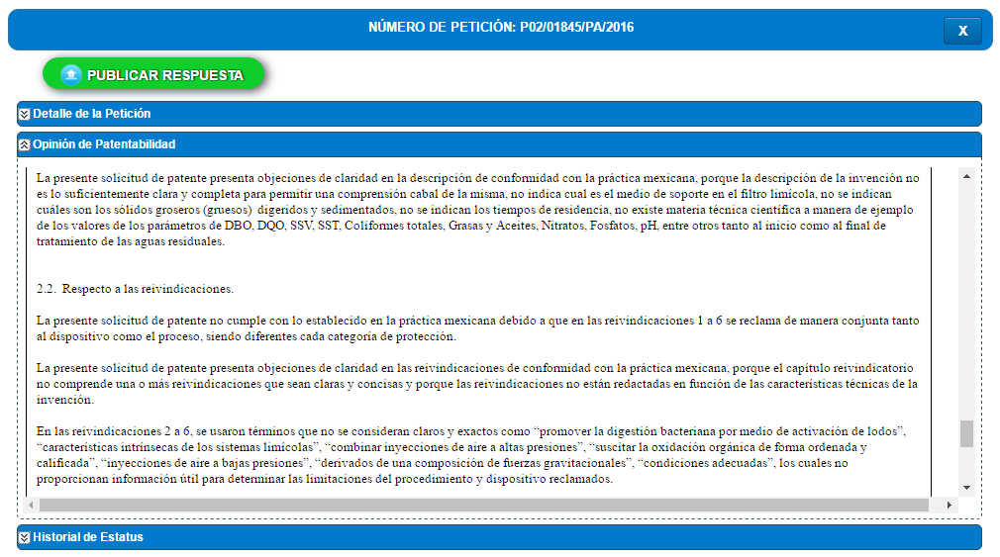 NÚMERO DE PETICIÓN: P02/01845/PA/2016
X
PUBLICAR RESPUESTA
Detalle de la Petición
Opinión de Patentabilidad
La presente solicitud de patente presenta objeciones de claridad en la descripción de conformidad con la práctica mexicana, porque la descripción de la invención no
es lo suficientemente clara y completa para permitir una comprensión cabal de la misma, no indica cual es el medio de soporte en el filtro limícola, no se indican
cuáles son los sólidos groseros (gruesos) digeridos y sedimentados, no se indican los tiempos de residencia, no existe materia técnica científica a manera de ejemplo
de los valores de los parámetros de DBO, DQO, SSV, SST, Coliformes totales, Grasas y Aceites, Nitratos, Fosfatos, pH, entre otros tanto al inicio como al final de
tratamiento de las aguas residuales.
2.2. Respecto a las reivindicaciones.
La presente solicitud de patente no cumple con lo establecido en la práctica mexicana debido a que en las reivindicaciones 1 a 6 se reclama de manera conjunta tanto
al dispositivo como el proceso, siendo diferentes cada categoría de protección.
La presente solicitud de patente presenta objeciones de claridad en las reivindicaciones de conformidad con la práctica mexicana, porque el capítulo reivindicatorio
no comprende una o más reivindicaciones que sean claras y concisas y porque las reivindicaciones no están redactadas en función de las características técnicas de la
invención.
En las reivindicaciones 2 a 6, se usaron términos que no se consideran claros y exactos como “promover la digestión bacteriana por medio de activación de lodos”,
“características intrínsecas de los sistemas limícolas”, “combinar inyecciones de aire a altas presiones”, “suscitar la oxidación orgánica de forma ordenada y
calificada”, “inyecciones de aire a bajas presiones”, “derivados de una composición de fuerzas gravitacionales”, “condiciones adecuadas”, los cuales no
proporcionan información útil para determinar las limitaciones del procedimiento y dispositivo reclamados.
Historial de Estatus